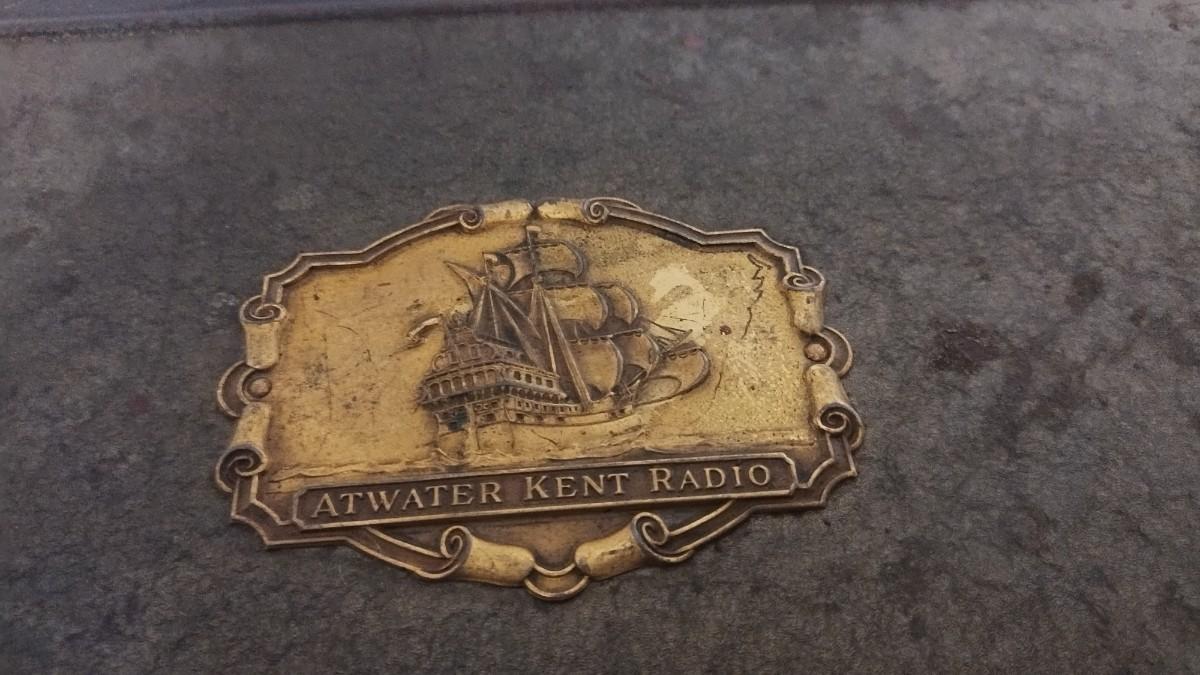 ATWATER KENT RADIO